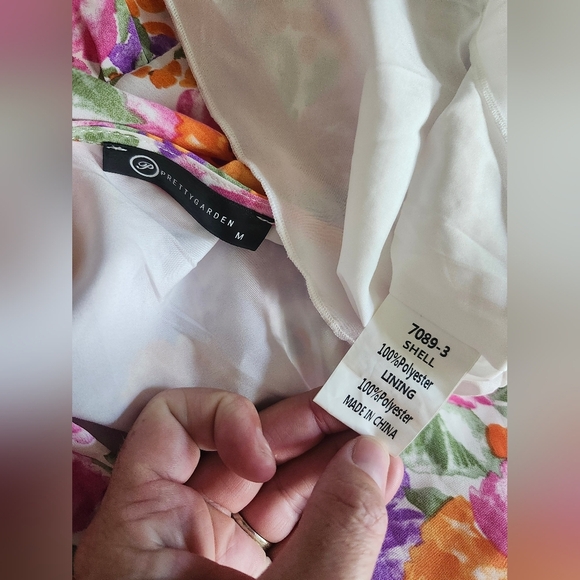 P
PRETTYGARDEN
M
7089-3
SHELL
100%Polyester
LINING
100%Polyester
MADE IN CHINA